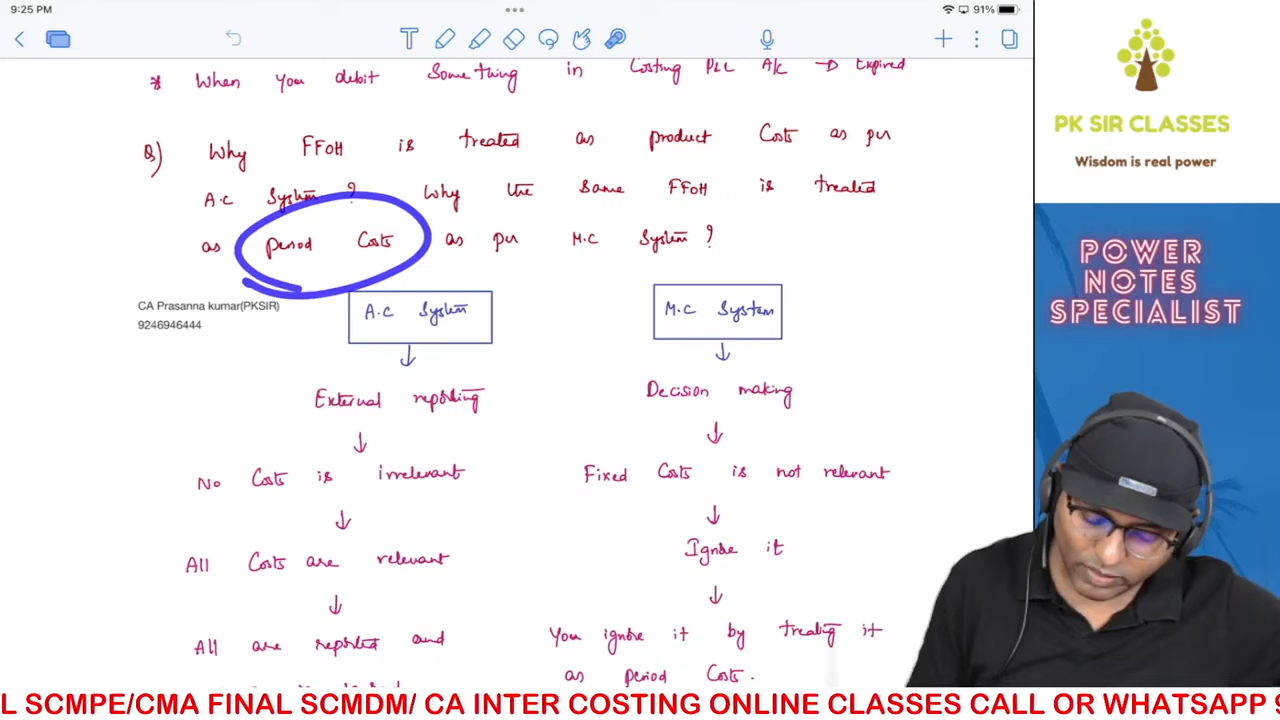 9:25 PM
91%
* When you debit Something in Costing P&L A/c → Expired
Q) Why FFOH is treated as product Costs as per
A.C System? Why the Same FFOH is treated
as period Costs as per M.C System?
CA Prasanna kumar(PKSIR)
9246946444
A.C System
M.C System
External reporting
Decision making
No Costs is irrelevant
Fixed Costs is not relevant
All Costs are relevant
Ignore it
All are reported and
You ignore it by treating it
as period Costs.
PK SIR CLASSES
Wisdom is real power
POWER
NOTES
SPECIALIST
L SCMPE/CMA FINAL SCMDM/ CA INTER COSTING ONLINE CLASSES CALL OR WHATSAPP